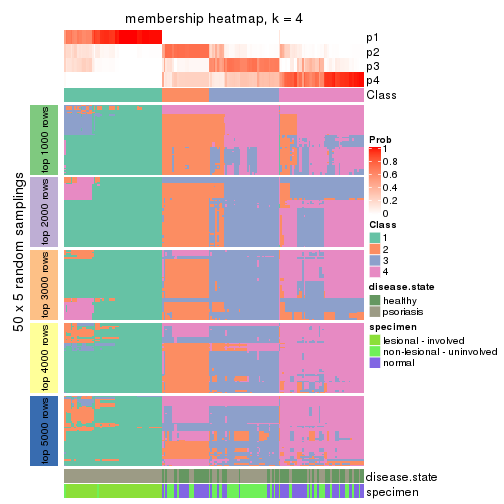 membership heatmap, k = 4
p1
p2
p3
p4
Class
50 x 5 random samplings
top 1000 rows
top 2000 rows
top 3000 rows
top 4000 rows
top 5000 rows
disease.state
specimen
Prob
1
0.8
0.6
0.4
0.2
0
Class
1
2
3
4
disease.state
healthy
psoriasis
specimen
lesional - involved
non-lesional - uninvolved
normal